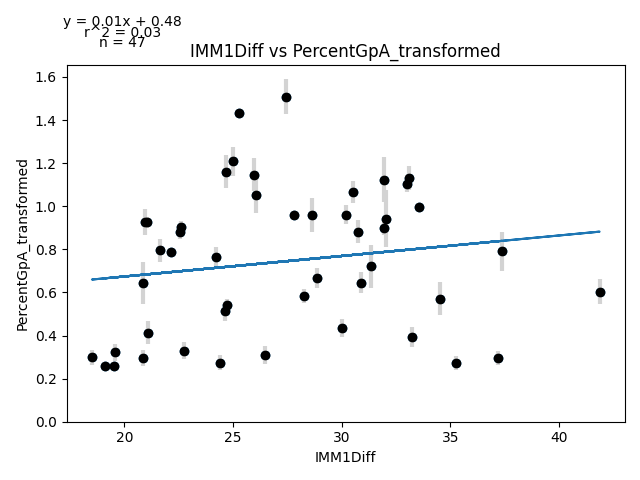 y = 0.01x + 0.48
r^2 = 0.03
n = 47
IMM1Diff vs PercentGpA_transformed
PercentGpA_transformed
1.6
1.4
1.2
1.0
0.8
0.6
0.4
0.2
0.0
20 25 30 35 40
IMM1Diff